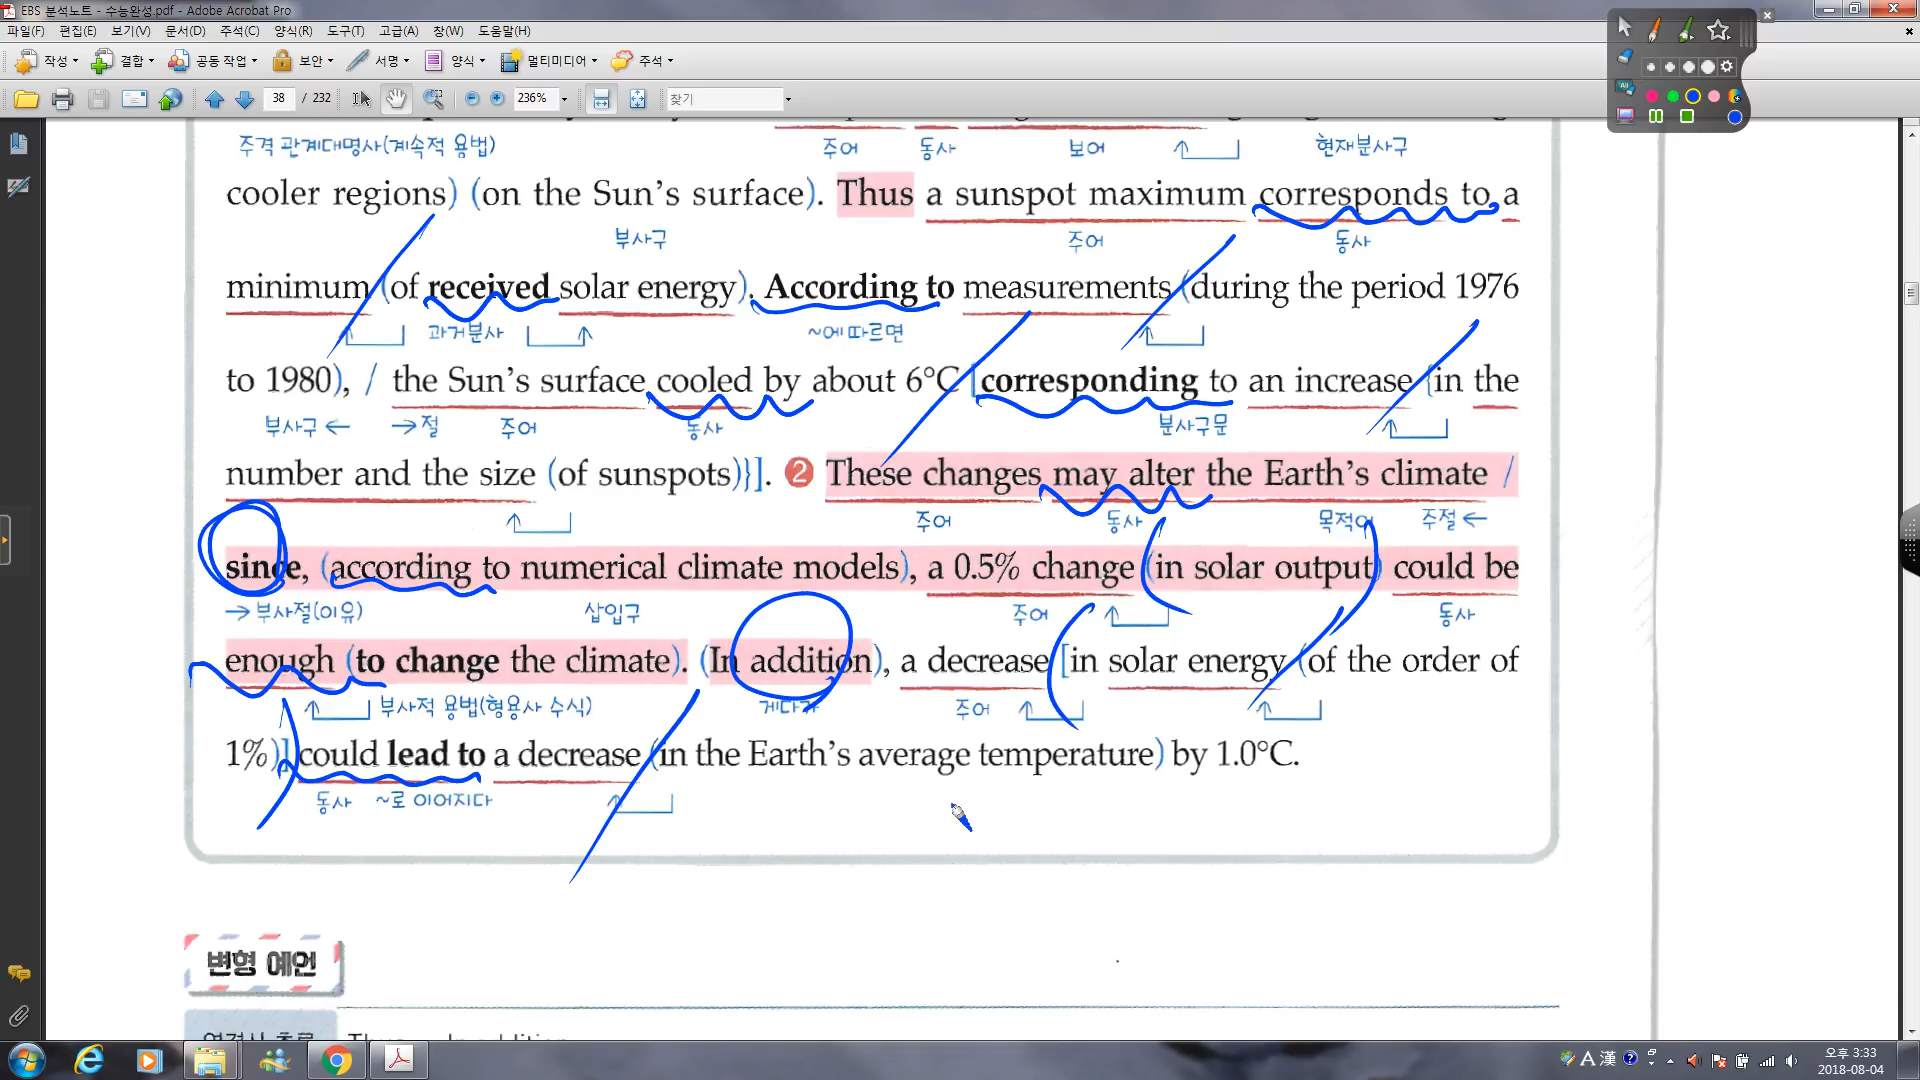 EBS 분석노트 - 수능완성.pdf - Adobe Acrobat Pro
파일(F) 편집(E) 보기(V) 문서(D) 주석(C) 양식(R) 도구(T) 고급(A) 창(W) 도움말(H)
작성 결합 공동 작업 보안 서명 양식 멀티미디어 주석
38 / 232 236% 찾기
주격 관계대명사(계속적 용법) 주어 동사 보어 현재분사구
cooler regions) (on the Sun's surface). Thus a sunspot maximum corresponds to a
부사구 주어 동사
minimum (of received solar energy). According to measurements (during the period 1976
과거분사 ~에 따르면
to 1980), / the Sun's surface cooled by about 6°C [corresponding to an increase {in the
부사구 ← → 절 주어 동사 분사구문
number and the size (of sunspots)}]. ❷ These changes may alter the Earth's climate /
주어 동사 목적어 주절 ←
since, (according to numerical climate models), a 0.5% change (in solar output) could be
→ 부사절(이유) 삽입구 주어 동사
enough (to change the climate). (In addition), a decrease [in solar energy (of the order of
부사적 용법(형용사 수식) 게다가 주어
1%)] could lead to a decrease (in the Earth's average temperature) by 1.0°C.
동사 ~로 이어지다
변형 예언
A 漢
오후 3:33
2018-08-04